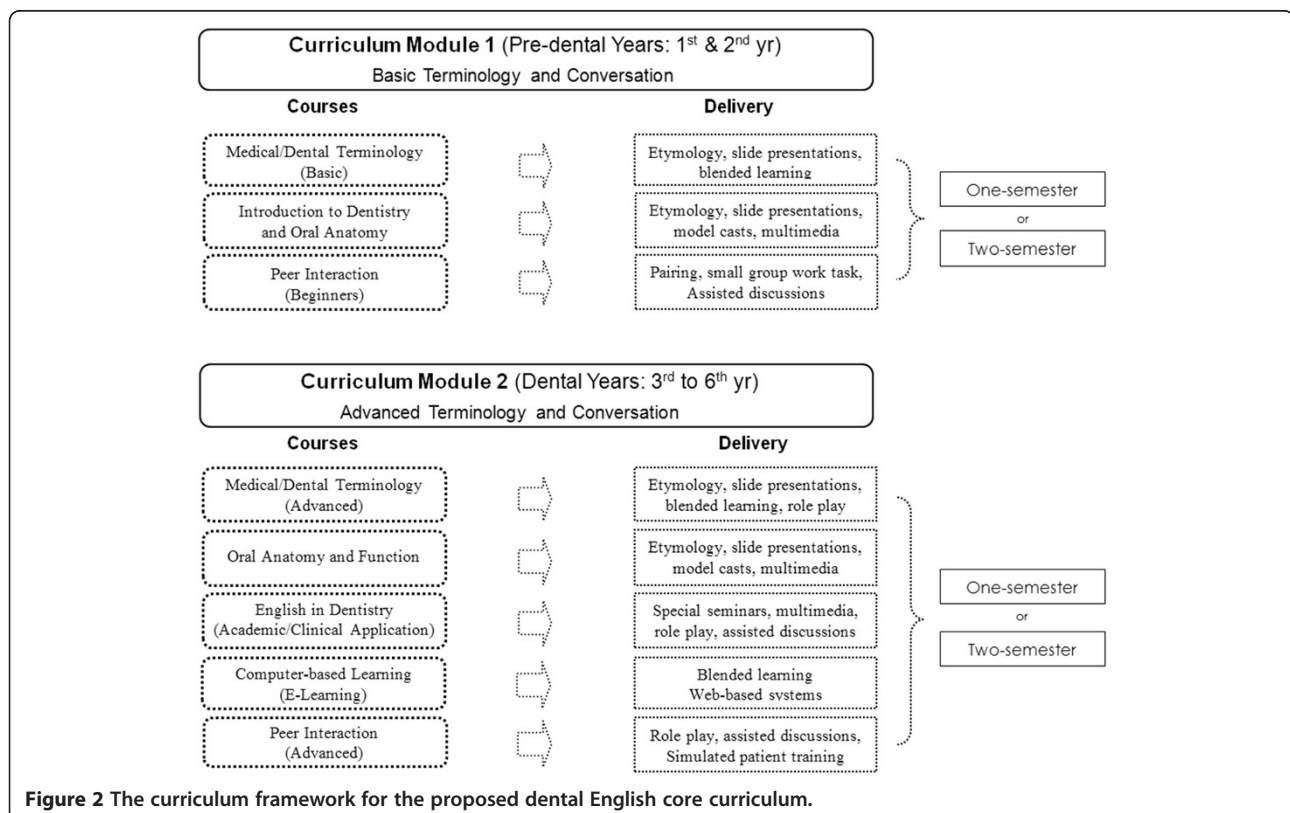 Curriculum Module 1 (Pre-dental Years: 1st & 2nd yr)
Basic Terminology and Conversation
Courses
Delivery
Medical/Dental Terminology
(Basic)
Etymology, slide presentations,
blended learning
Introduction to Dentistry
and Oral Anatomy
Etymology, slide presentations,
model casts, multimedia
Peer Interaction
(Beginners)
Pairing, small group work task,
Assisted discussions
One-semester
or
Two-semester
Curriculum Module 2 (Dental Years: 3rd to 6th yr)
Advanced Terminology and Conversation
Courses
Delivery
Medical/Dental Terminology
(Advanced)
Etymology, slide presentations,
blended learning, role play
Oral Anatomy and Function
Etymology, slide presentations,
model casts, multimedia
English in Dentistry
(Academic/Clinical Application)
Special seminars, multimedia,
role play, assisted discussions
Computer-based Learning
(E-Learning)
Blended learning
Web-based systems
Peer Interaction
(Advanced)
Role play, assisted discussions,
Simulated patient training
One-semester
or
Two-semester
Figure 2 The curriculum framework for the proposed dental English core curriculum.